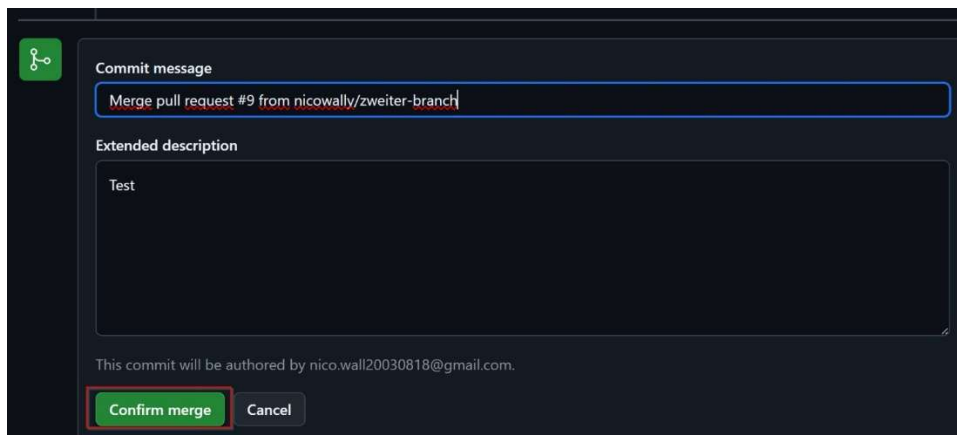 Commit message
Merge pull request #9 from nicowally/zweiter-branch
Extended description
Test
This commit will be authored by nico.wall20030818@gmail.com.
Confirm merge
Cancel